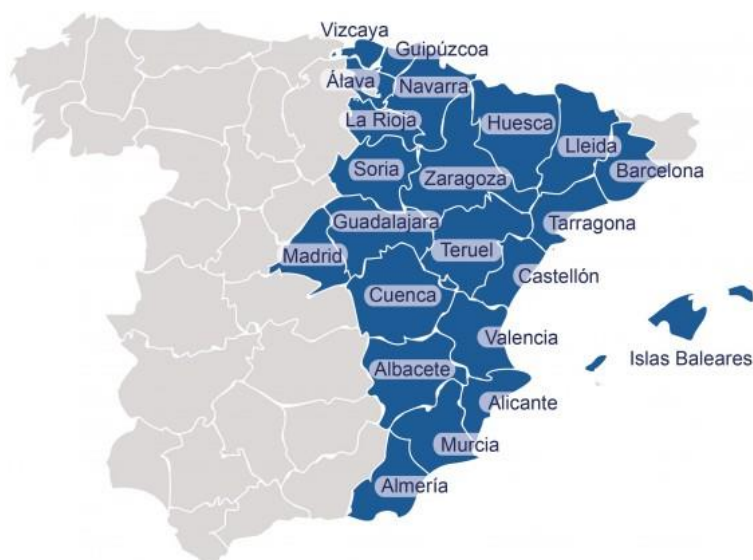 Vizcaya
Guipúzcoa
Álava
Navarra
La Rioja
Huesca
Lleida
Soria
Zaragoza
Barcelona
Guadalajara
Tarragona
Madrid
Teruel
Castellón
Cuenca
Valencia
Islas Baleares
Albacete
Alicante
Murcia
Almería